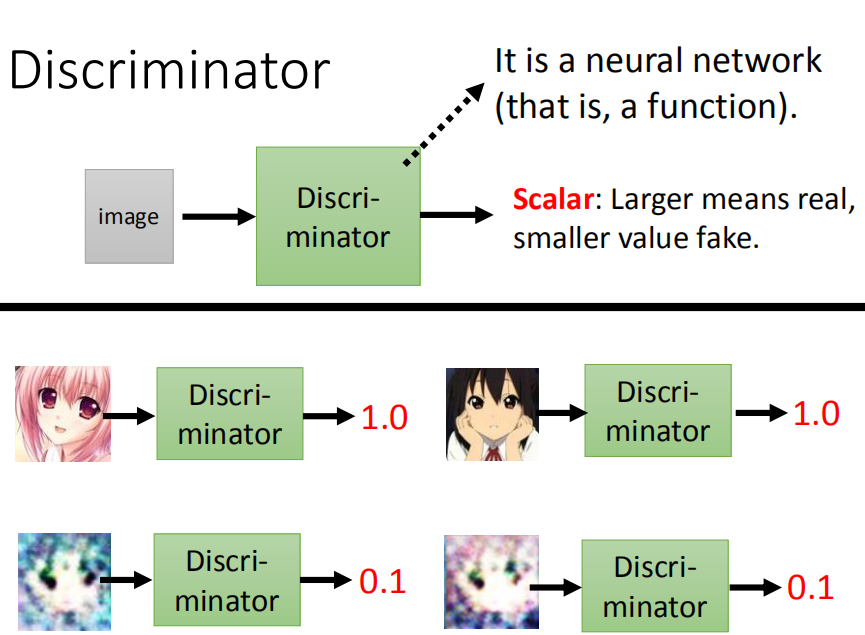 Discriminator
It is a neural network
(that is, a function).
image
Discri-
minator
Scalar: Larger means real,
smaller value fake.
Discri-
minator
1.0
Discri-
minator
1.0
Discri-
minator
0.1
Discri-
minator
0.1